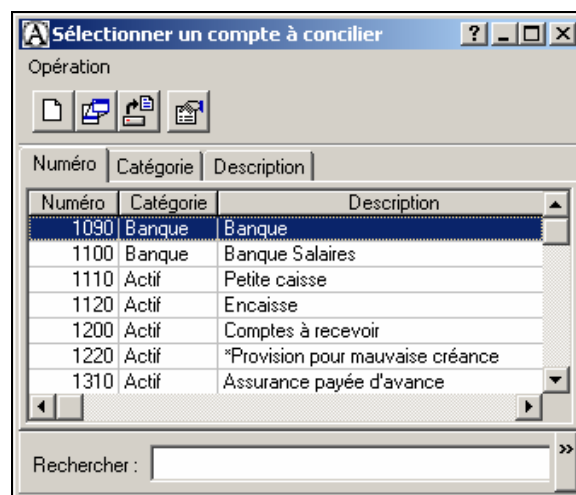 Sélectionner un compte à concilier
Opération
Numéro Catégorie Description
Numéro Catégorie Description
1090 Banque Banque
1100 Banque Banque Salaires
1110 Actif Petite caisse
1120 Actif Encaisse
1200 Actif Comptes à recevoir
1220 Actif *Provision pour mauvaise créance
1310 Actif Assurance payée d'avance
Rechercher :